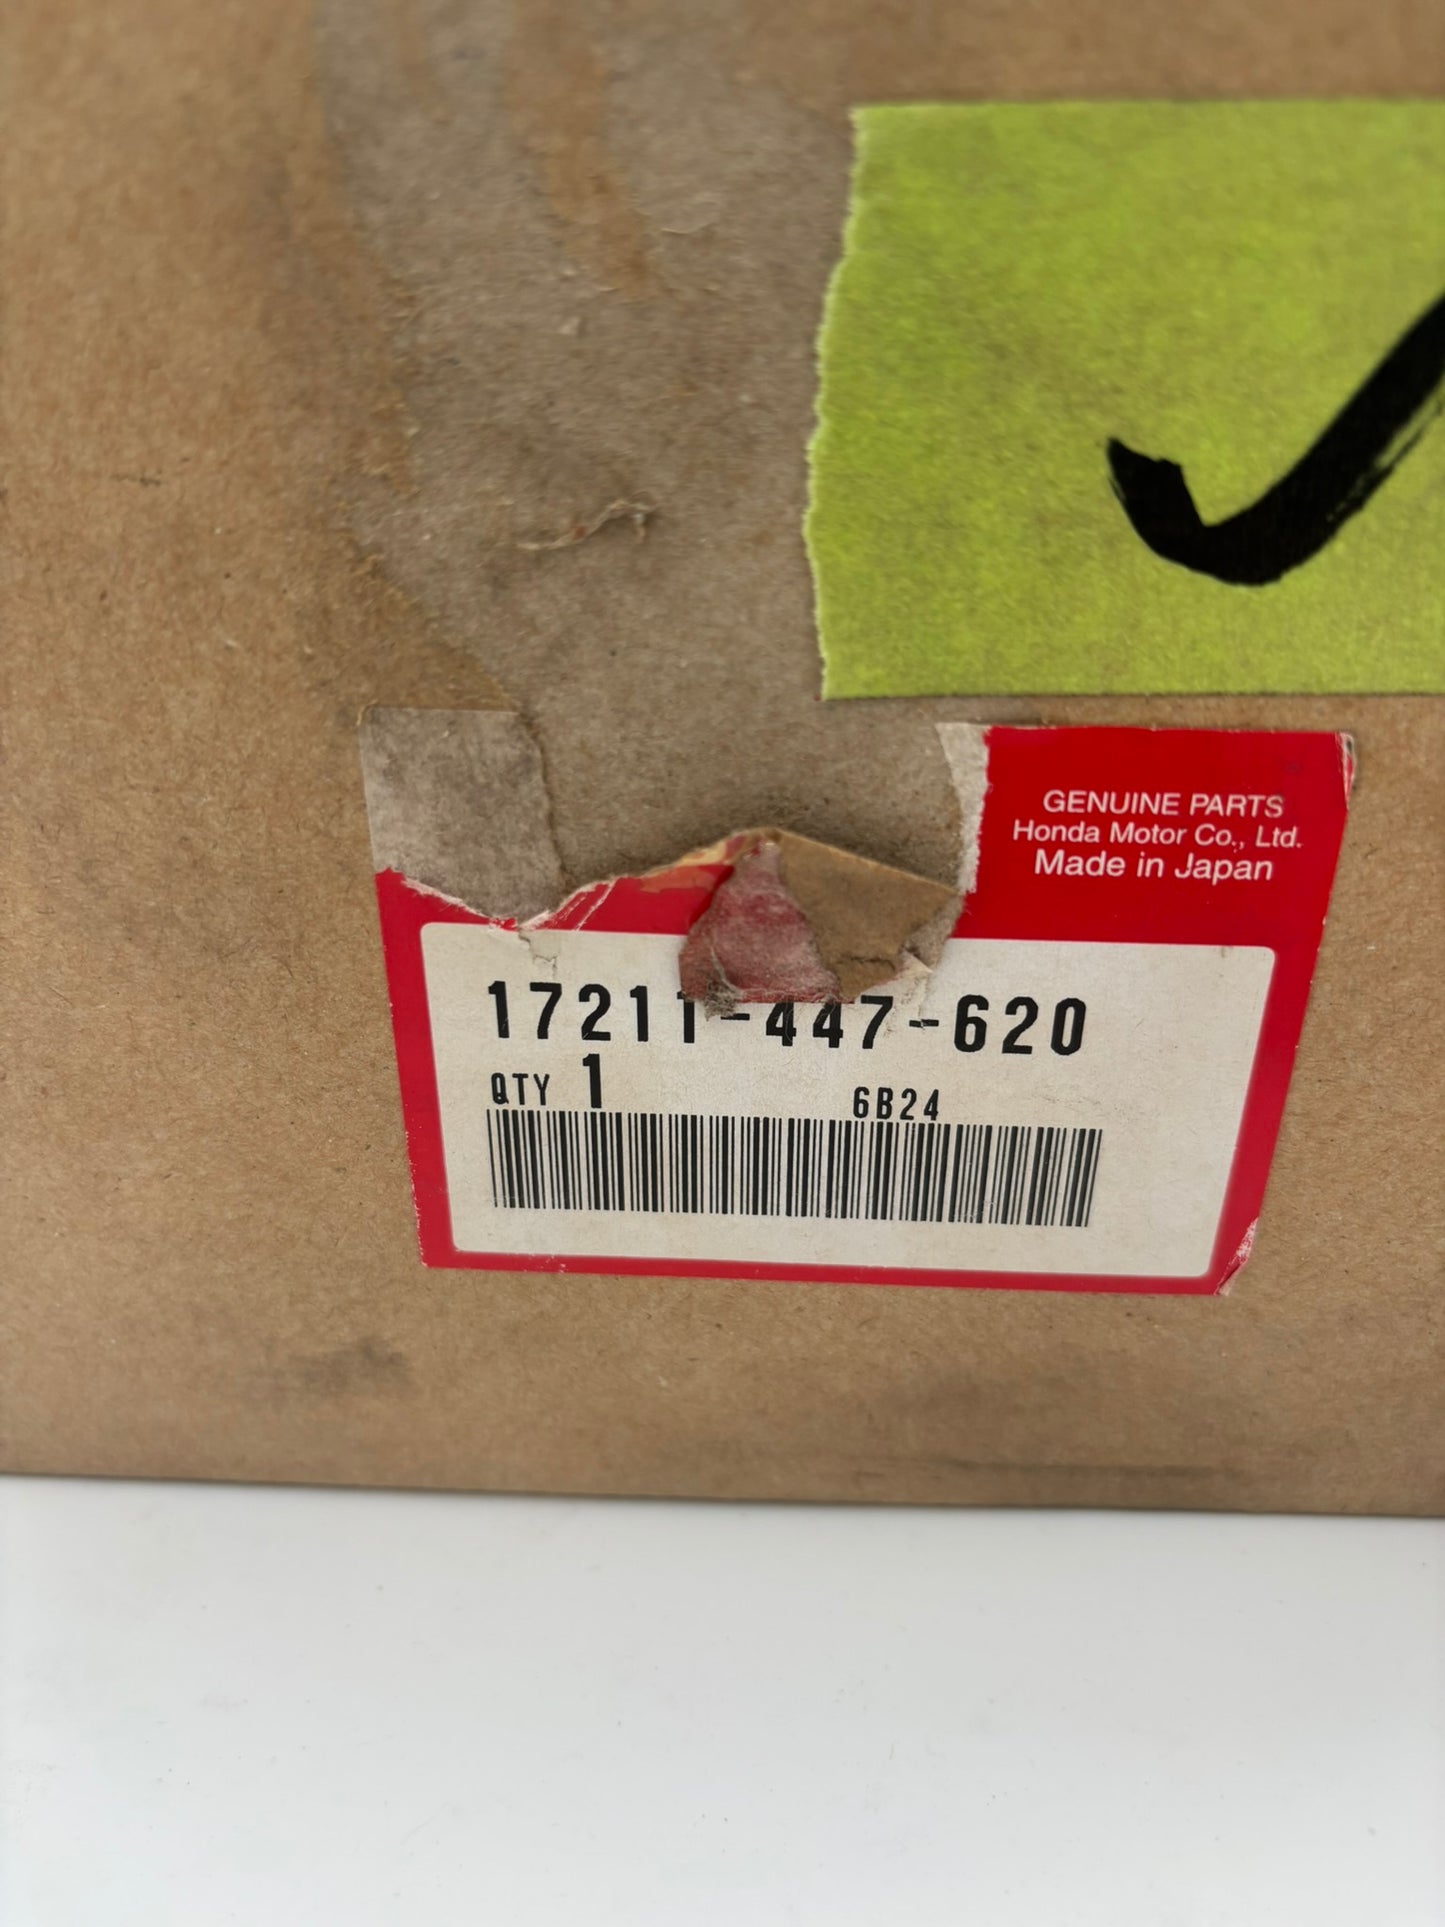 GENUINE PARTS
Honda Motor Co., Ltd.
Made in Japan
17211-447-620
QTY 1 6B24